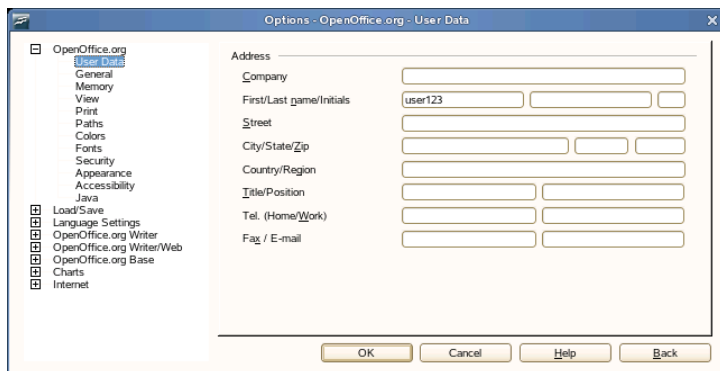 Options - OpenOffice.org - User Data
OpenOffice.org
User Data
General
Memory
View
Print
Paths
Colors
Fonts
Security
Appearance
Accessibility
Java
Load/Save
Language Settings
OpenOffice.org Writer
OpenOffice.org Writer/Web
OpenOffice.org Base
Charts
Internet
Address
Company
First/Last name/Initials user123
Street
City/State/Zip
Country/Region
Title/Position
Tel. (Home/Work)
Fax / E-mail
OK Cancel Help Back